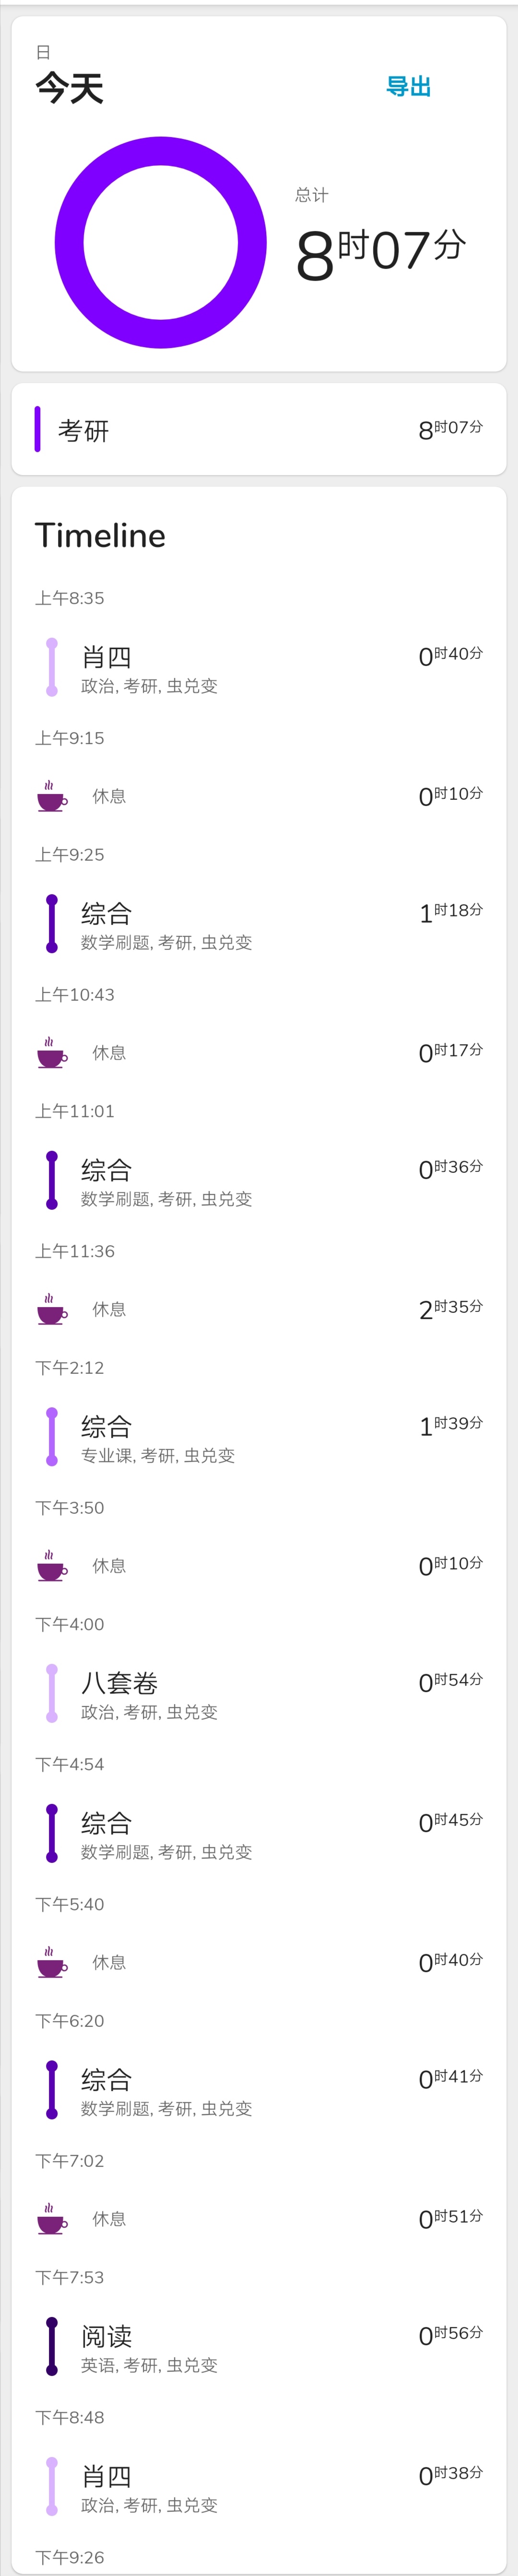 日
今天
导出
总计
8时07分
考研
8时07分
Timeline
上午8:35
肖四
0时40分
政治, 考研, 虫兑变
上午9:15
休息
0时10分
上午9:25
综合
1时18分
数学刷题, 考研, 虫兑变
上午10:43
休息
0时17分
上午11:01
综合
0时36分
数学刷题, 考研, 虫兑变
上午11:36
休息
2时35分
下午2:12
综合
1时39分
专业课, 考研, 虫兑变
下午3:50
休息
0时10分
下午4:00
八套卷
0时54分
政治, 考研, 虫兑变
下午4:54
综合
0时45分
数学刷题, 考研, 虫兑变
下午5:40
休息
0时40分
下午6:20
综合
0时41分
数学刷题, 考研, 虫兑变
下午7:02
休息
0时51分
下午7:53
阅读
0时56分
英语, 考研, 虫兑变
下午8:48
肖四
0时38分
政治, 考研, 虫兑变
下午9:26